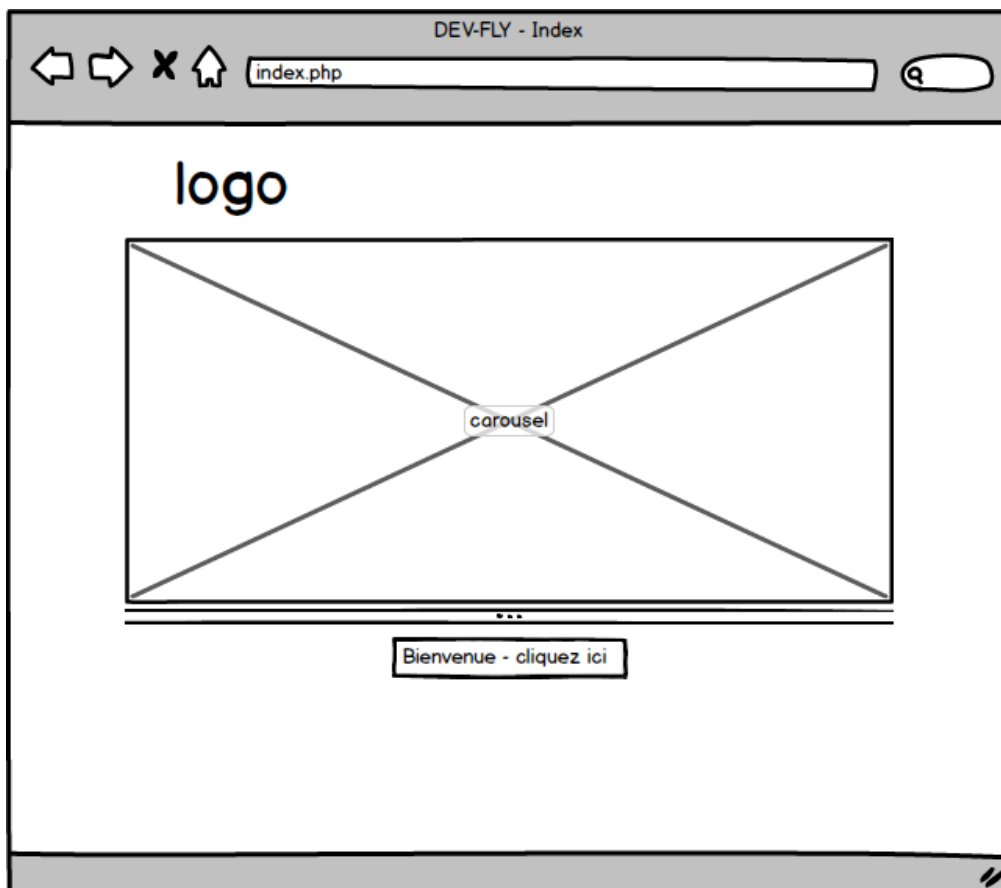 DEV-FLY - Index
index.php
logo
carousel
Bienvenue - cliquez ici